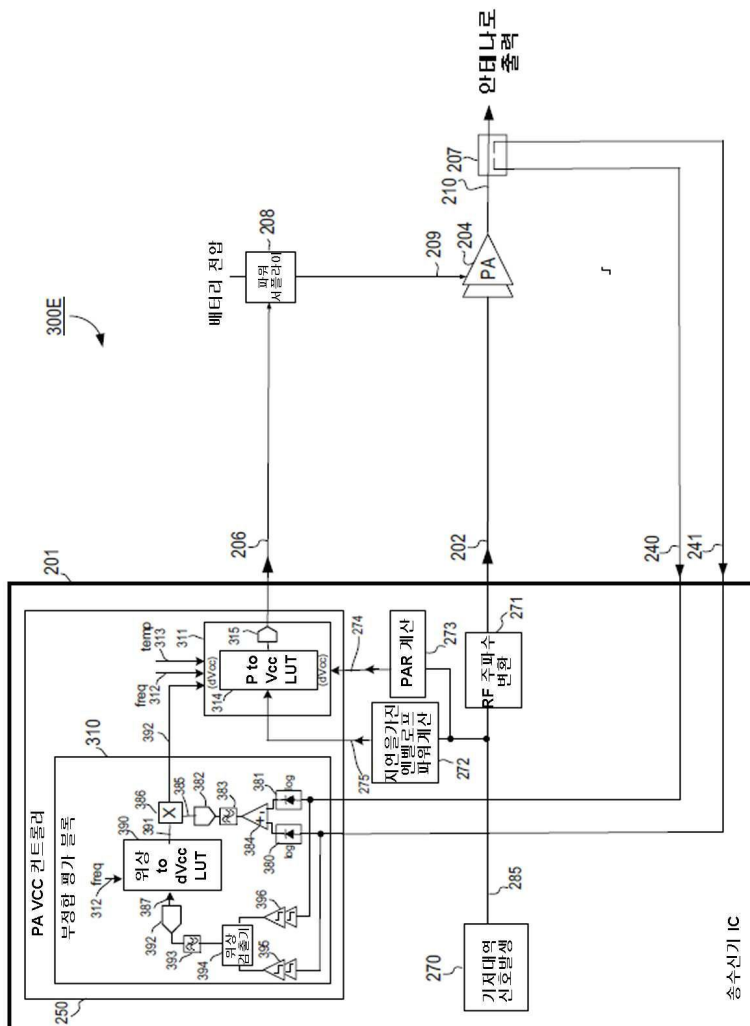 300E
PA VCC 컨트롤러
부정합 평가 블록
250
310
201
312
freq
390
위상
to
dVcc
LUT
387
392
393
394
위상
검출기
395
396
391
386
X
385
382
383
384
+
-
380
log
381
log
392
freq
312
temp
313
(dVcc)
311
314
P to
Vcc
LUT
315
(dVcc)
274
275
지연을가진
엔벨로프
파워계산
272
PAR 계산
273
RF 주파수
변환
271
270
기저대역
신호발생
285
송수신기 IC
206
202
240
241
배터리 전압
파워
서플라이
208
209
PA
204
210
207
안테나로
출력